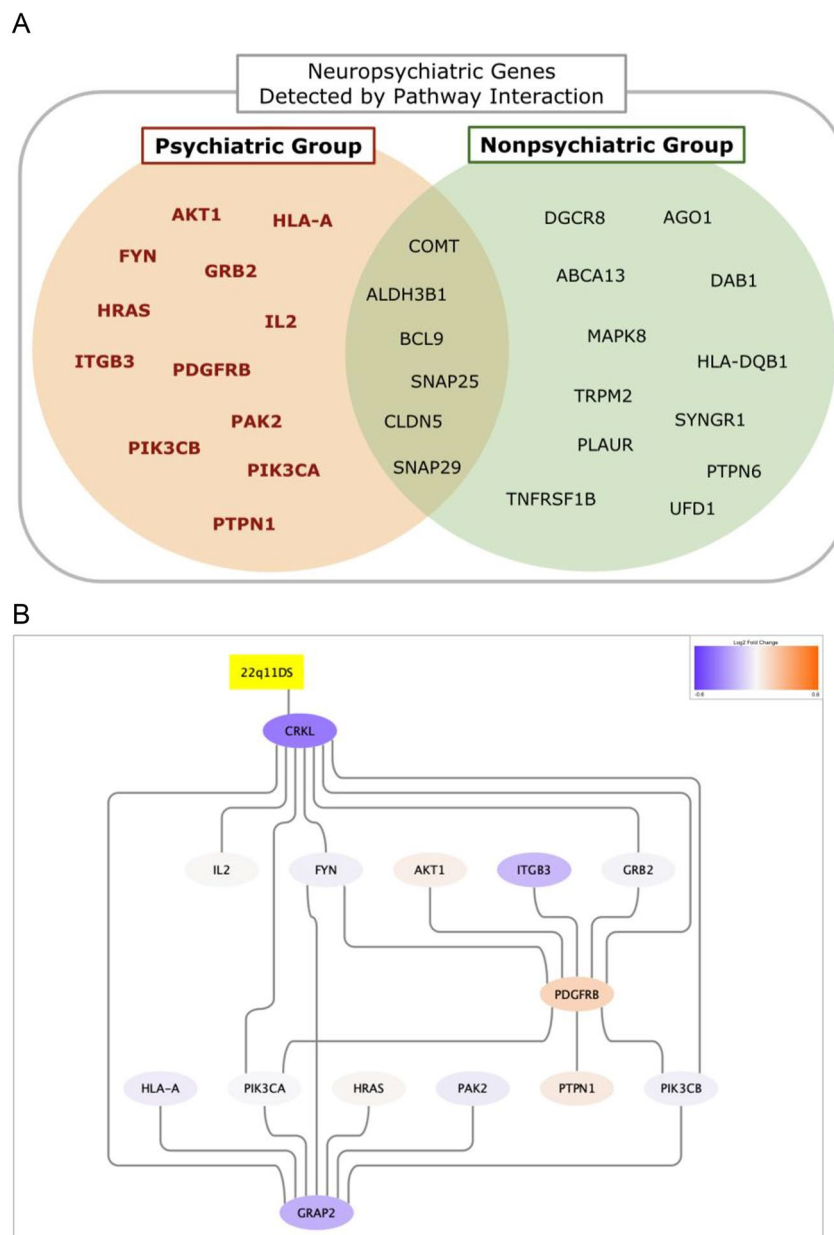 A
Neuropsychiatric Genes
Detected by Pathway Interaction
Psychiatric Group
Nonpsychiatric Group
AKT1
HLA-A
FYN
GRB2
HRAS
IL2
ITGB3
PDGFRB
PAK2
PIK3CB
PIK3CA
PTPN1
COMT
ALDH3B1
BCL9
SNAP25
CLDN5
SNAP29
DGCR8
AGO1
ABCA13
DAB1
MAPK8
HLA-DQB1
TRPM2
SYNGR1
PLAUR
PTPN6
TNFRSF1B
UFD1
B
Log2 Fold Change
-0.6
0.6
22q11DS
CRKL
IL2
FYN
AKT1
ITGB3
GRB2
PDGFRB
HLA-A
PIK3CA
HRAS
PAK2
PTPN1
PIK3CB
GRAP2